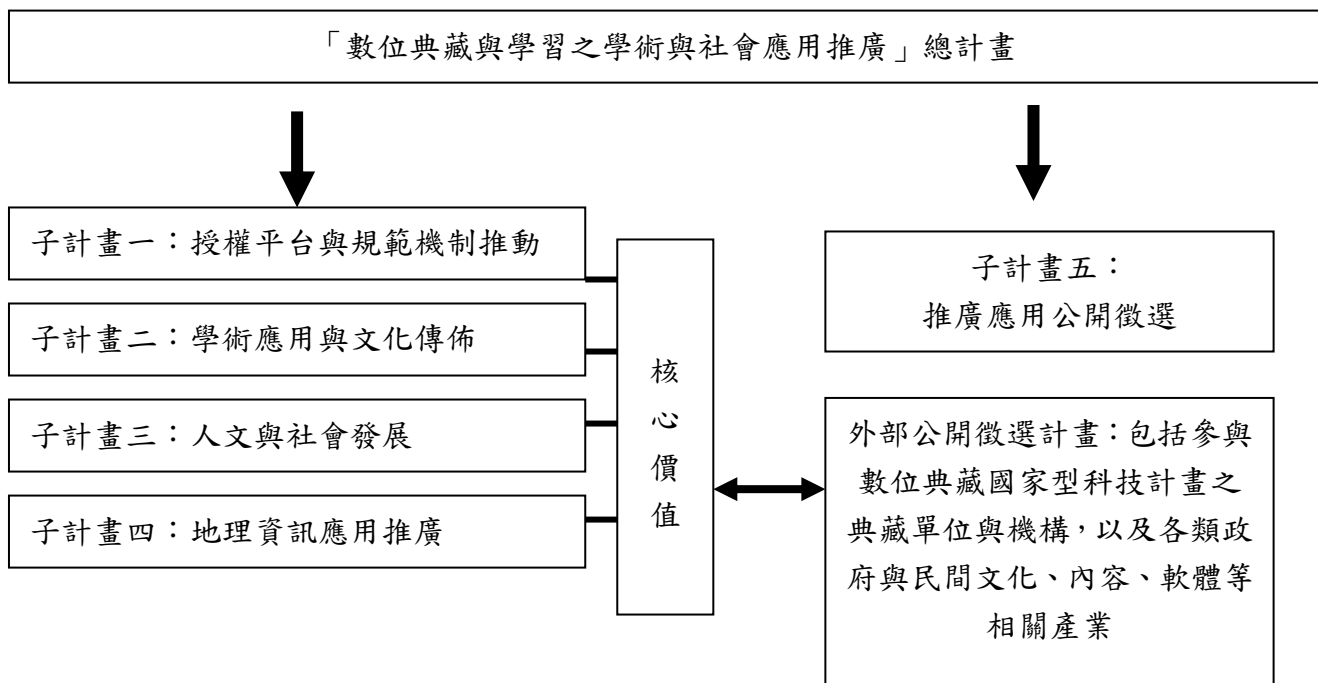 「數位典藏與學習之學術與社會應用推廣」總計畫
子計畫一：授權平台與規範機制推動
子計畫二：學術應用與文化傳佈
子計畫三：人文與社會發展
子計畫四：地理資訊應用推廣
核
心
價
值
子計畫五：
推廣應用公開徵選
外部公開徵選計畫：包括參與
數位典藏國家型科技計畫之
典藏單位與機構，以及各類政
府與民間文化、內容、軟體等
相關產業